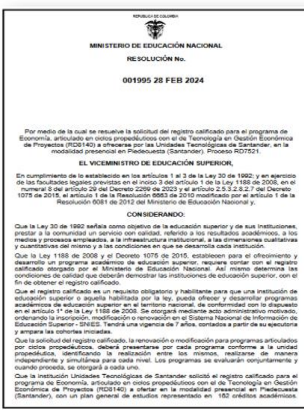 REPÚBLICA DE COLOMBIA
MINISTERIO DE EDUCACIÓN NACIONAL
RESOLUCIÓN No.
001995 28 FEB 2024
Por medio de la cual se resuelve la solicitud del registro calificado para el programa de
Economía, articulado en ciclos propedéuticos con el de Tecnología en Gestión Económica
de Proyectos (RD8140) a ofrecerse por las Unidades Tecnológicas de Santander, en la
modalidad presencial en Piedecuesta (Santander). Proceso RD7521.
EL VICEMINISTRO DE EDUCACIÓN SUPERIOR,
En cumplimiento de lo establecido en los artículos 1 al 3 de la Ley 30 de 1992; y en ejercicio
de las facultades legales previstas en el inciso 3 del artículo 1 de la Ley 1188 de 2008, en el
numeral 8 del artículo 29 del Decreto 2269 de 2023 y el artículo 2.5.3.2.8.2.7 del Decreto
1075 de 2015, el artículo 1 de la Resolución 6663 de 2010 modificado por el artículo 1 de la
Resolución 6081 de 2012 del Ministerio de Educación Nacional y.
CONSIDERANDO:
Que la Ley 30 de 1992 señala como objetivo de la educación superior y de sus Instituciones,
prestar a la comunidad un servicio con calidad, referido a los resultados académicos, a los
medios y procesos empleados, a la infraestructura institucional, a las dimensiones cualitativas
y cuantitativas del mismo y a las condiciones en que se desarrolla cada institución.
Que la Ley 1188 de 2008 y el Decreto 1075 de 2015, establecen para el ofrecimiento y
desarrollo un programa académico de educación superior, requiere contar con el registro
calificado otorgado por el Ministerio de Educación Nacional. Así mismo determina las
condiciones de calidad que deberán demostrar las instituciones de educación superior, con el
fin de obtener el registro calificado.
Que el registro calificado es un requisito obligatorio y habilitante para que una institución de
educación superior o aquella habilitada por la ley, pueda ofrecer y desarrollar programas
académicos de educación superior en el territorio nacional, de conformidad con lo dispuesto
en el artículo 1° de la Ley 1188 de 2008. Se otorgará mediante acto administrativo motivado,
ordenando la inscripción, modificación o renovación en el Sistema Nacional de Información de
Educación Superior - SNIES. Tendrá una vigencia de 7 años, contados a partir de su ejecutoria
y ampara las cohortes iniciadas.
Que la solicitud del registro calificado, la renovación o modificación para programas articulados
por ciclos propedéuticos, deberá presentarse por cada programa conforme a la unidad
propedéutica, identificando la relación entre los mismos, realizarse de manera
independiente y simultánea para cada nivel. Los programas se evaluarán conjuntamente y
cuando proceda, se otorgará a cada uno.
Que la Institución Unidades Tecnológicas de Santander solicitó el registro calificado para el
programa de Economía, articulado en ciclos propedéuticos con el de Tecnología en Gestión
Económica de Proyectos (RD8140) a ofertar en la modalidad presencial en Piedecuesta
(Santander), con un plan general de estudios representado en 162 créditos académicos.